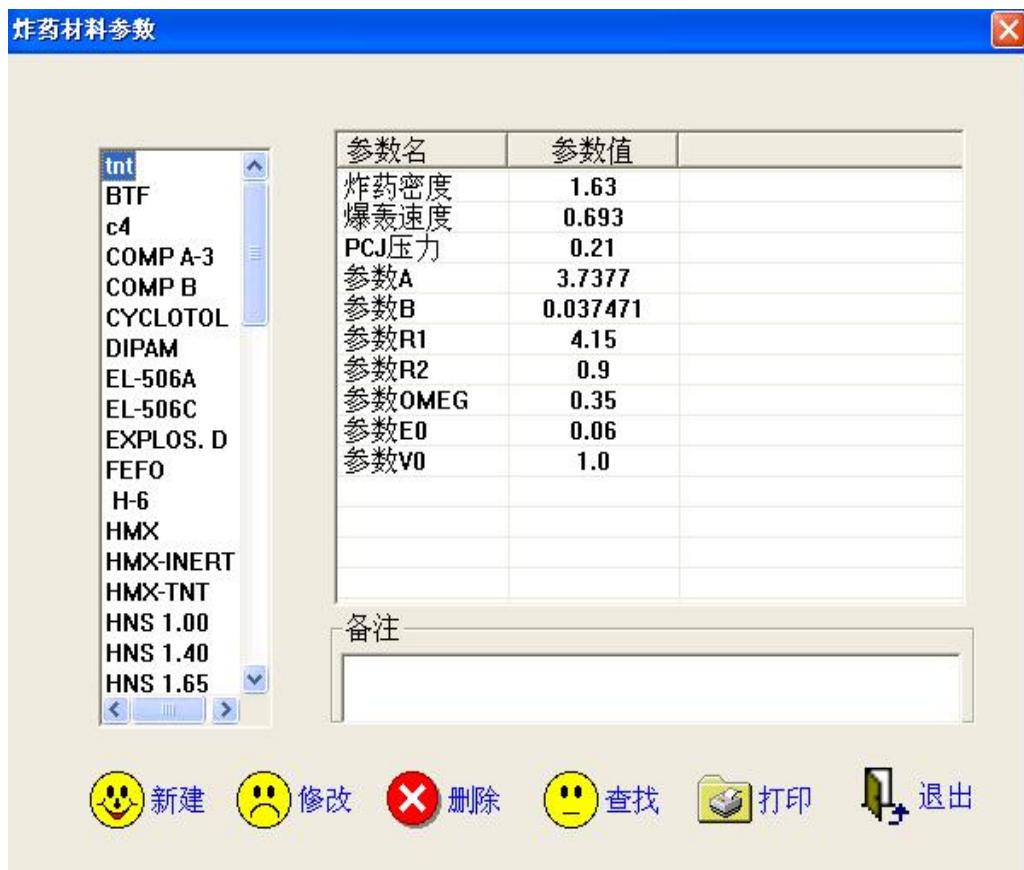 炸药材料参数
tnt
BTF
c4
COMP A-3
COMP B
CYCLOTOL
DIPAM
EL-506A
EL-506C
EXPLOS. D
FEFO
H-6
HMX
HMX-INERT
HMX-TNT
HNS 1.00
HNS 1.40
HNS 1.65
参数名 参数值
炸药密度 1.63
爆轰速度 0.693
PCJ压力 0.21
参数A 3.7377
参数B 0.037471
参数R1 4.15
参数R2 0.9
参数OMEG 0.35
参数E0 0.06
参数V0 1.0
备注
新建 修改 删除 查找 打印 退出